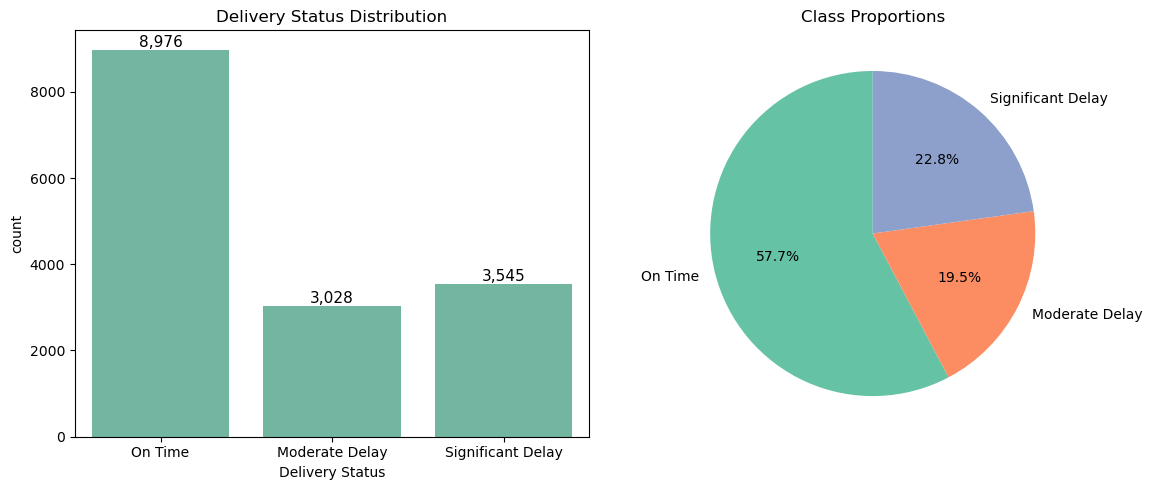 Delivery Status Distribution
8,976
3,028
3,545
8000
6000
4000
2000
0
count
On Time
Moderate Delay
Significant Delay
Delivery Status
Class Proportions
Significant Delay
22.8%
57.7%
On Time
19.5%
Moderate Delay